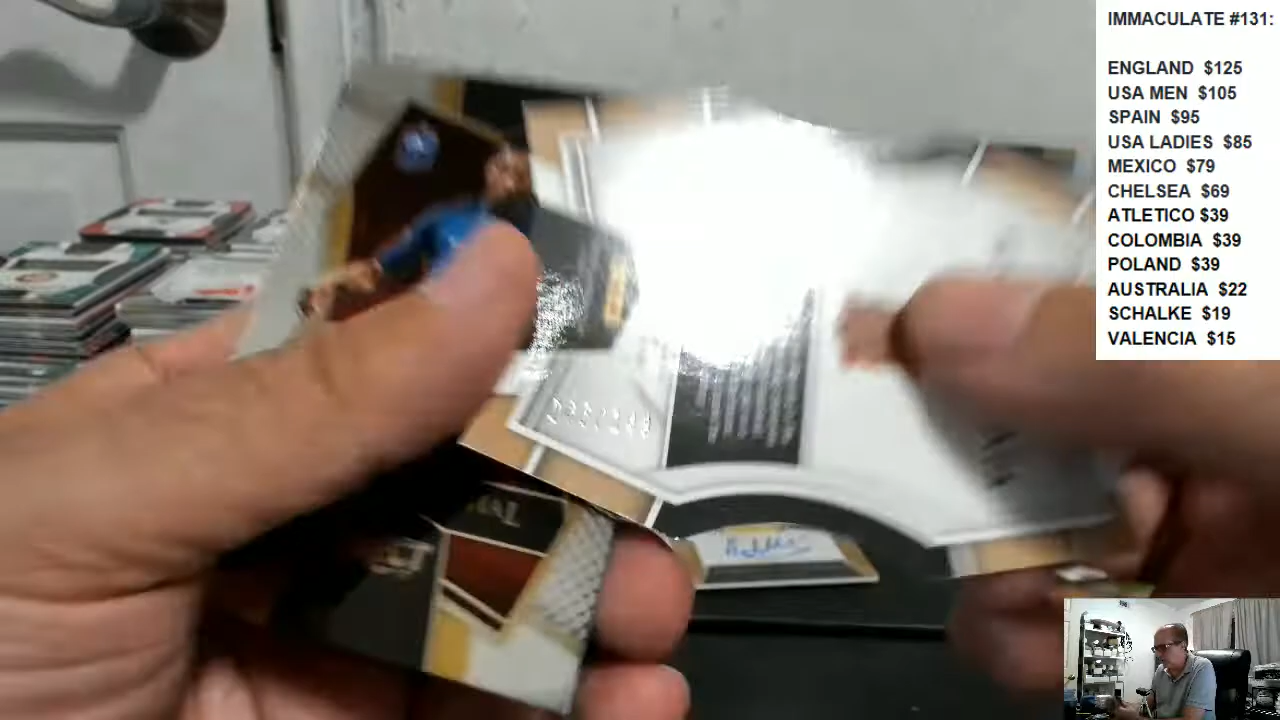 IMMACULATE #131:
ENGLAND $125
USA MEN $105
SPAIN $95
USA LADIES $85
MEXICO $79
CHELSEA $69
ATLETICO $39
COLOMBIA $39
POLAND $39
AUSTRALIA $22
SCHALKE $19
VALENCIA $15